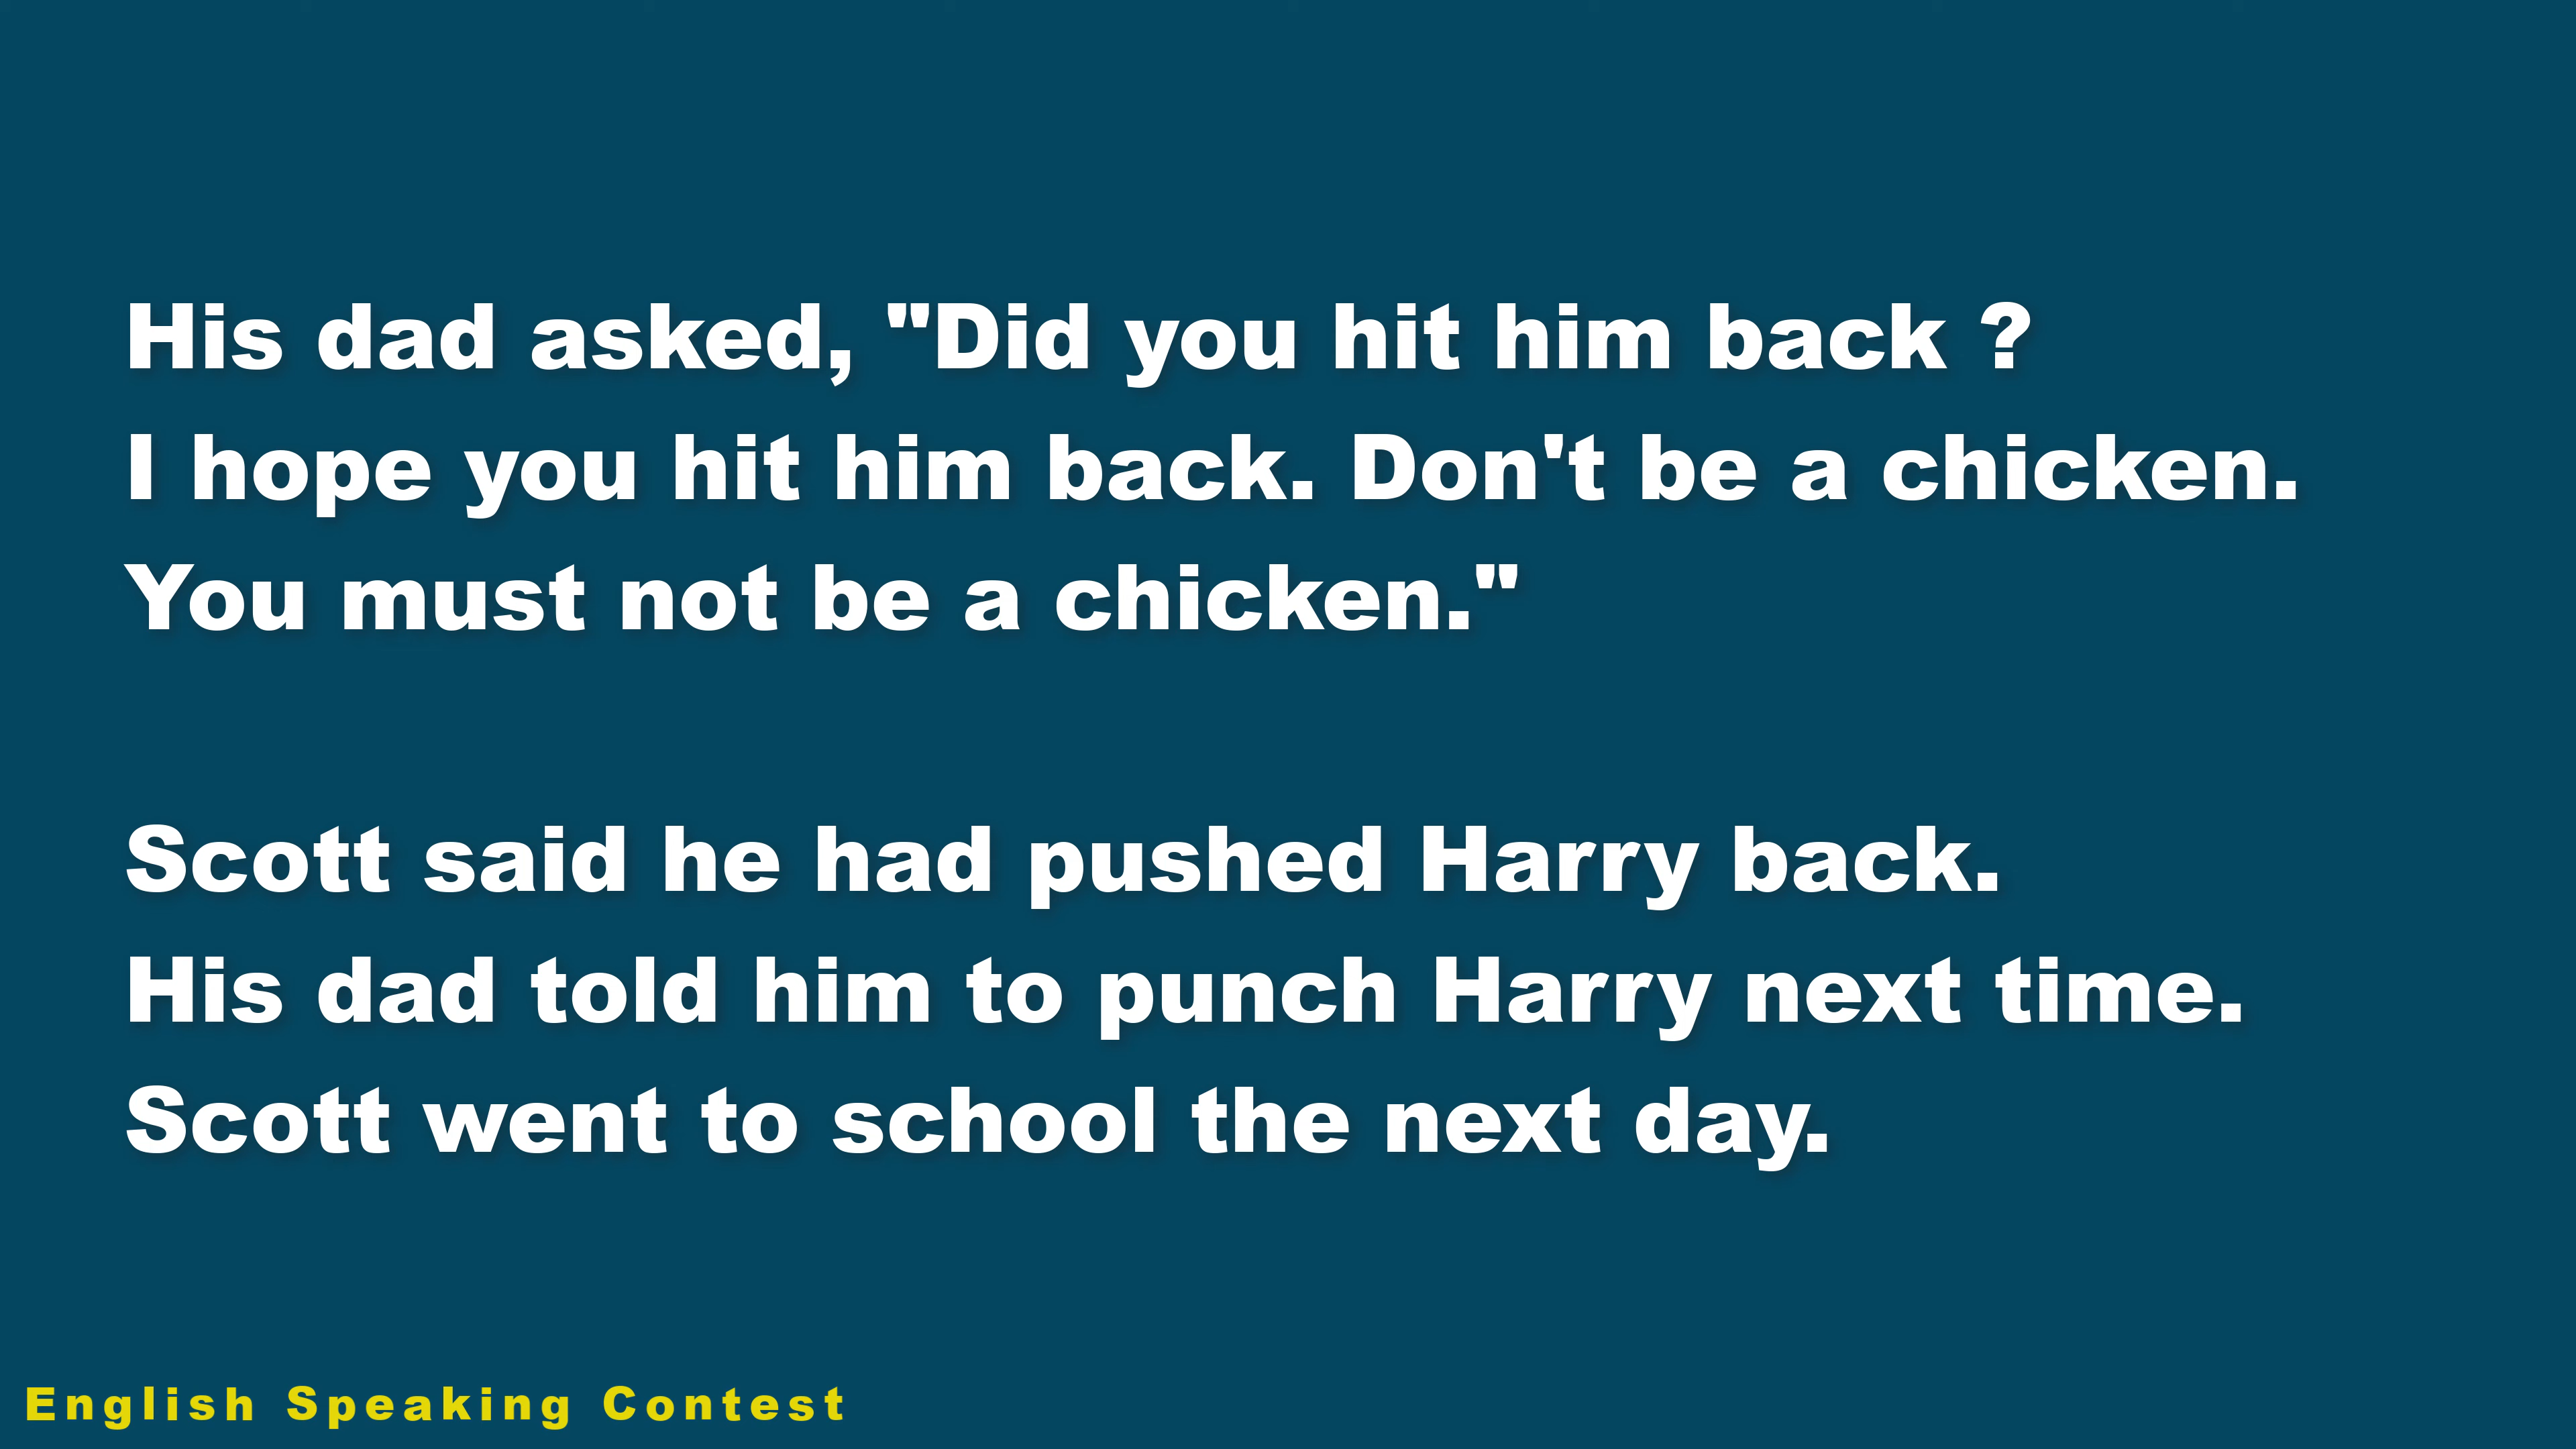 His dad asked, "Did you hit him back ?
I hope you hit him back. Don't be a chicken.
You must not be a chicken."
Scott said he had pushed Harry back.
His dad told him to punch Harry next time.
Scott went to school the next day.
English Speaking Contest